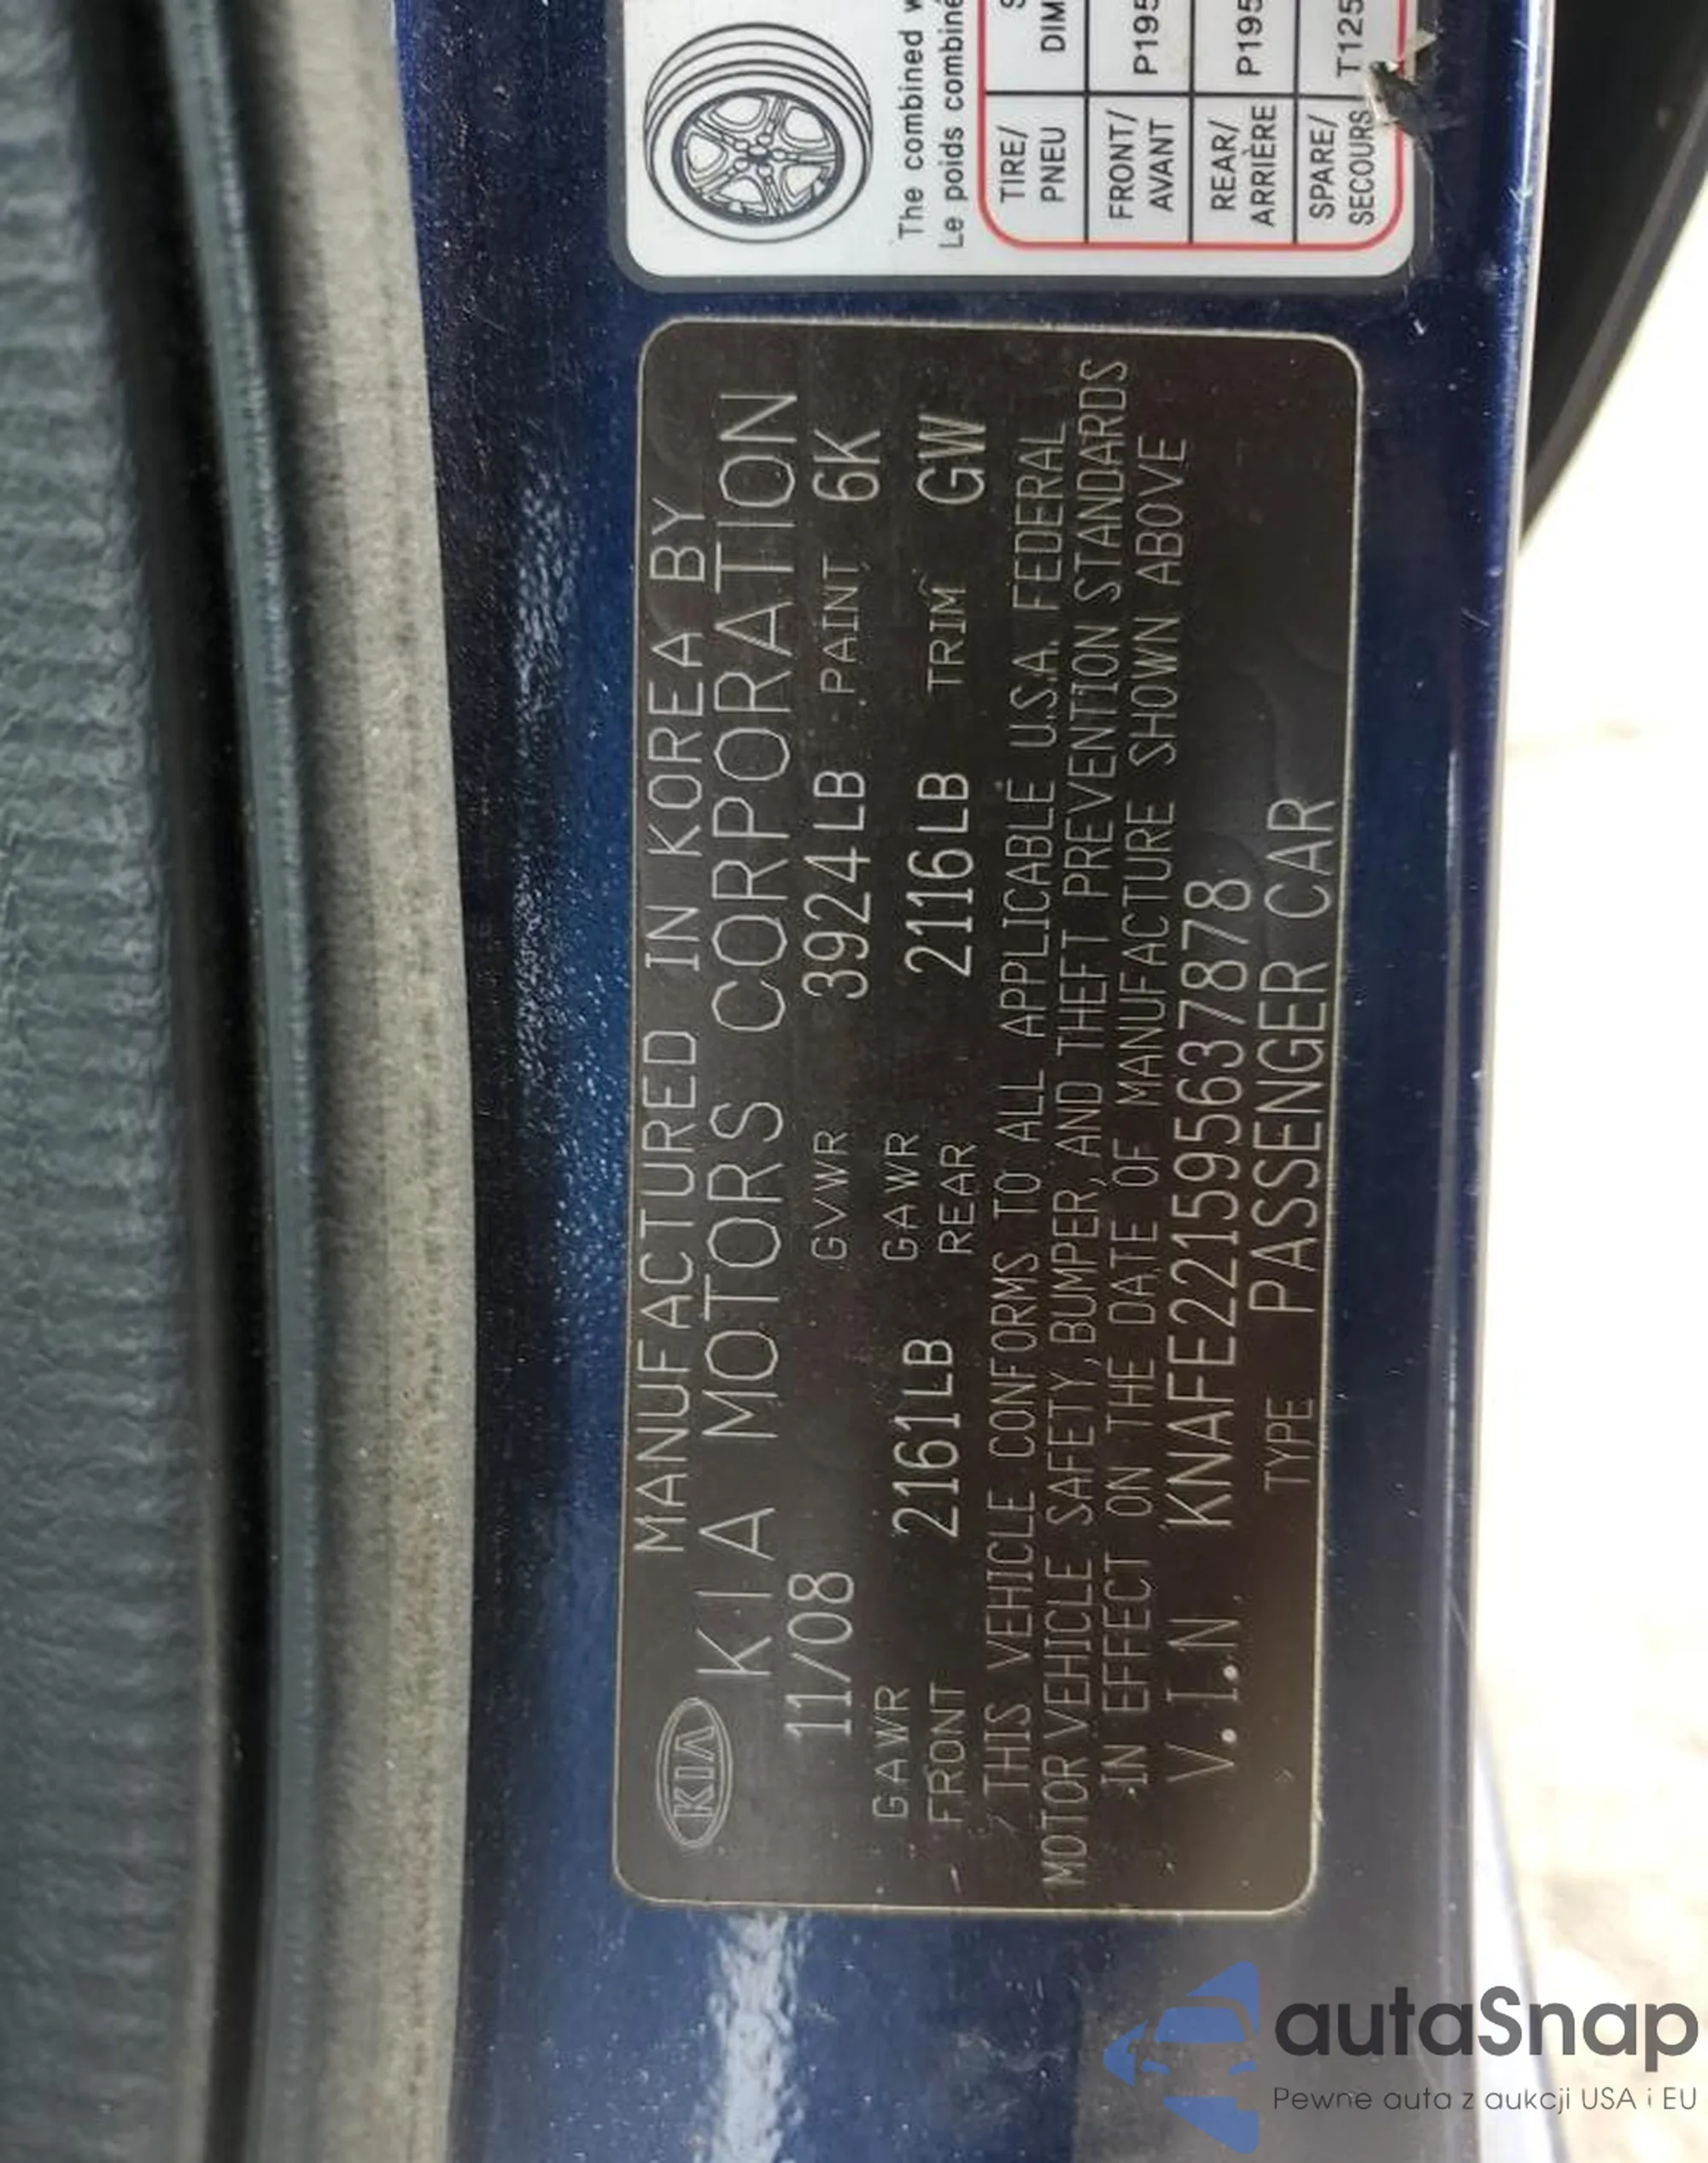 MANUFACTURED IN KOREA BY
KIA KIA MOTORS CORPORATION
11/08 GVWR 3924LB PAINT 6K
GAWR FRONT 2161LB GAWR REAR 2116LB TRIM GW
THIS VEHICLE CONFORMS TO ALL APPLICABLE U.S.A. FEDERAL
MOTOR VEHICLE SAFETY, BUMPER, AND THEFT PREVENTION STANDARDS
IN EFFECT ON THE DATE OF MANUFACTURE SHOWN ABOVE
V.I.N. KNAFE221595637878
TYPE PASSENGER CAR
The combined
Le poids combiné
TIRE/
PNEU
FRONT/ P195
AVANT
REAR/ P195
ARRIÈRE
SPARE/ T125
SECOURS
autaSnap
Pewne auta z aukcji USA i EU